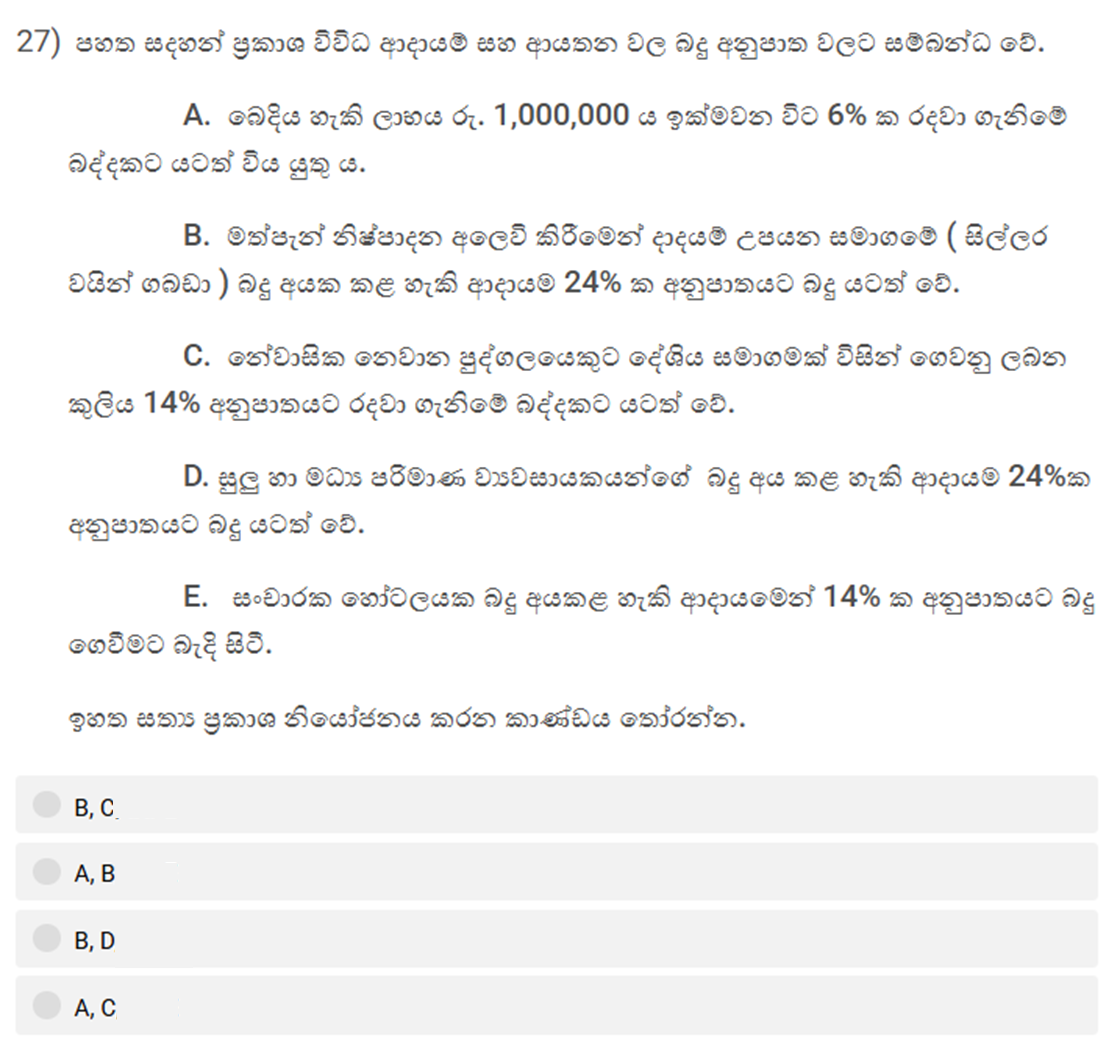 27) පහත සදහන් ප්‍රකාශ විවිධ ආදායම් සහ ආයතන වල බදු අනුපාත වලට සම්බන්ධ වේ.
A. බෙදිය හැකි ලාභය රු. 1,000,000 ය ඉක්මවන විට 6% ක රදවා ගැනිමේ
බද්දකට යටත් විය යුතු ය.
B. මත්පැන් නිෂ්පාදන අලෙවි කිරීමෙන් දාදයම් උපයන සමාගමේ ( සිල්ලර
වයින් ගබඩා ) බදු අයක කළ හැකි ආදායම 24% ක අනුපාතයට බදු යටත් වේ.
C. නේවාසික නොවන පුද්ගලයෙකුට දේශිය සමාගමක් විසින් ගෙවනු ලබන
කුලිය 14% අනුපාතයට රදවා ගැනිමේ බද්දකට යටත් වේ.
D. සුලු හා මධ්‍ය පරිමාණ ව්‍යවසායකයන්ගේ බදු අය කළ හැකි ආදායම 24%ක
අනුපාතයට බදු යටත් වේ.
E. සංචාරක හෝටලයක බදු අයකළ හැකි ආදායමෙන් 14% ක අනුපාතයට බදු
ගෙවීමට බැදි සිටී.
ඉහත සත්‍ය ප්‍රකාශ නියෝජනය කරන කාණ්ඩය තෝරන්න.
B, C
A, B
B, D
A, C